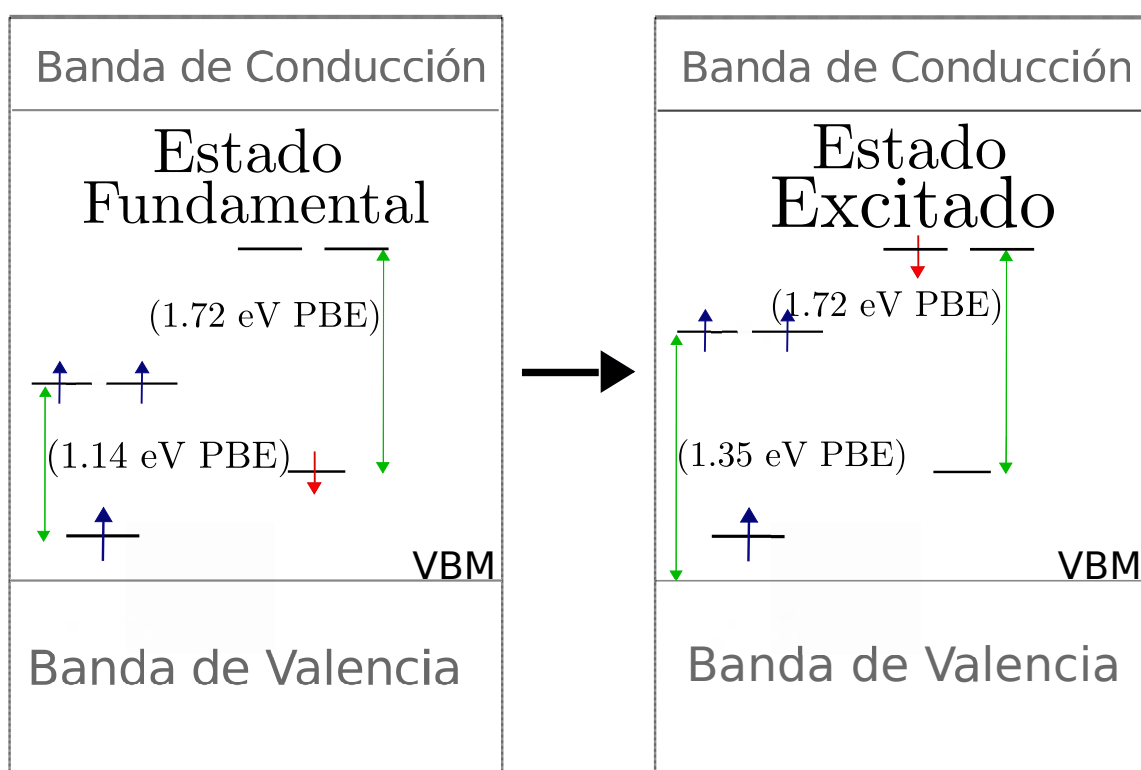 Banda de Conducción
Estado
Fundamental
(1.72 eV PBE)
(1.14 eV PBE)
VBM
Banda de Valencia
Banda de Conducción
Estado
Excitado
(1.72 eV PBE)
(1.35 eV PBE)
VBM
Banda de Valencia